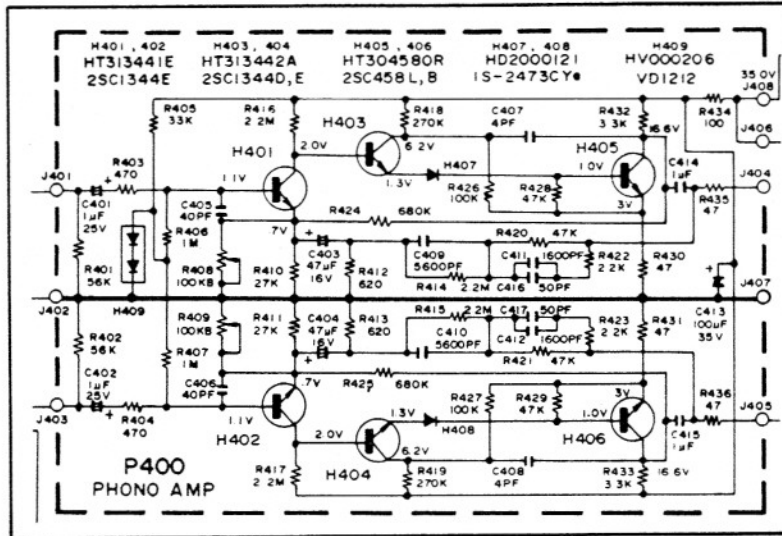 H401, 402 H403, 404 H405, 406 H407, 408 H409
HT313441E HT313442A HT304580R HD2000121 HV000206
2SC1344E 2SC1344D,E 2SC458L,B 1S-2473CY VD1212
35.0V
J408
R405
33K
R416
2.2M
R418
270K
C407
4PF
R432
3.3K
R434
100
J406
2.0V
H403
6.2V
16.6V
J401
R403
470
H401
H407
H405
1.3V
1.0V
C414
1μF
J404
C401
1μF
25V
1.1V
R426
100K
R428
47K
R435
47
C405
40PF
R424
680K
3V
R406
1M
.7V
R420
47K
R401
56K
R408
100KB
R410
27K
C403
47μF
16V
R412
620
C409
5600PF
C411
1600PF
R422
2.2K
R430
47
R414
2.2M
C416
50PF
J402
H409
J407
R409
100KB
R411
27K
C404
47μF
16V
R413
620
R415
2.2M
C417
50PF
R423
2.2K
R431
47
C413
100μF
35V
C410
5600PF
C412
1600PF
R402
56K
R407
1M
R421
47K
C402
1μF
25V
C406
40PF
.7V
R425
680K
R427
100K
R429
47K
3V
R436
47
J403
1.1V
1.3V
1.0V
J405
R404
470
H402
2.0V
H408
H406
C415
1μF
6.2V
P400
PHONO AMP
R417
2.2M
H404
R419
270K
C408
4PF
R433
3.3K
16.6V